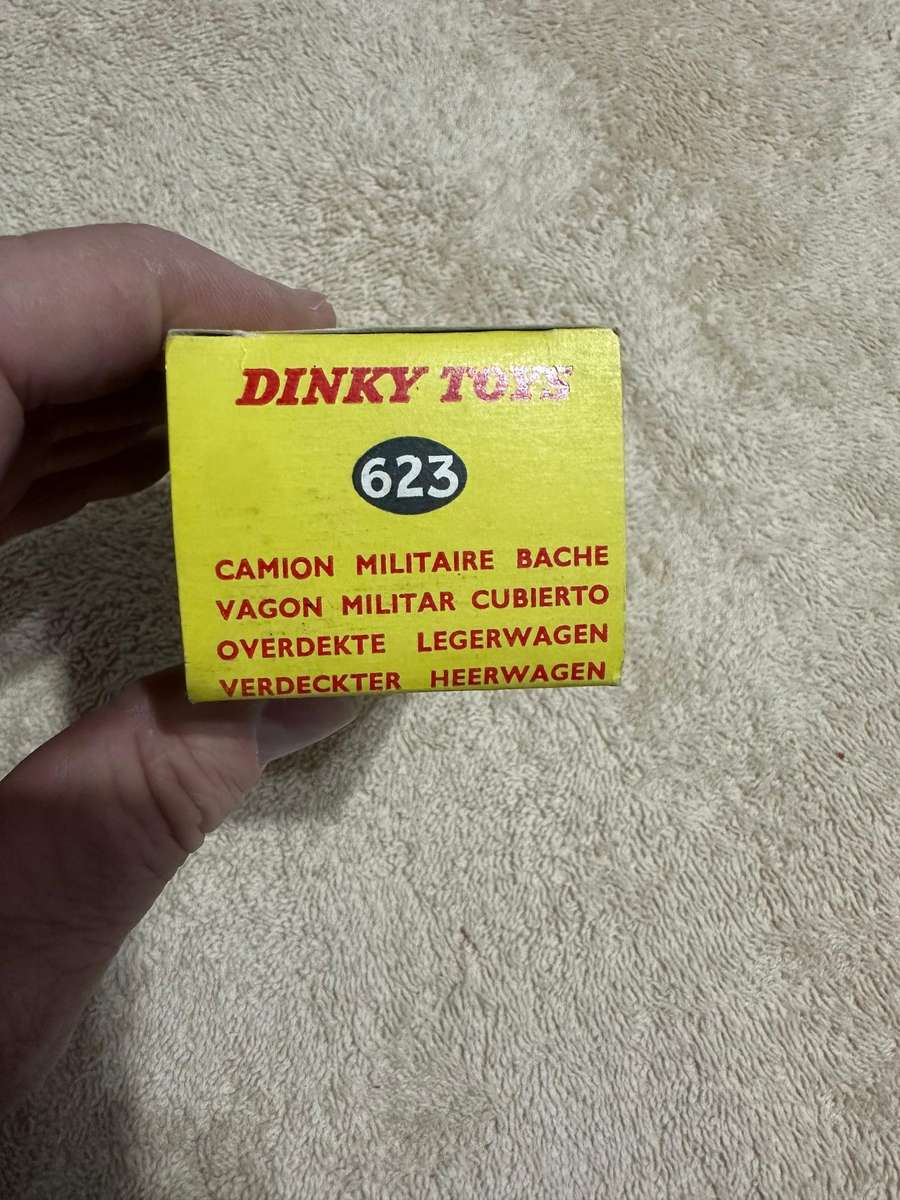 DINKY TOYS
623
CAMION MILITAIRE BACHE
VAGON MILITAR CUBIERTO
OVERDEKTE LEGERWAGEN
VERDECKTER HEERWAGEN